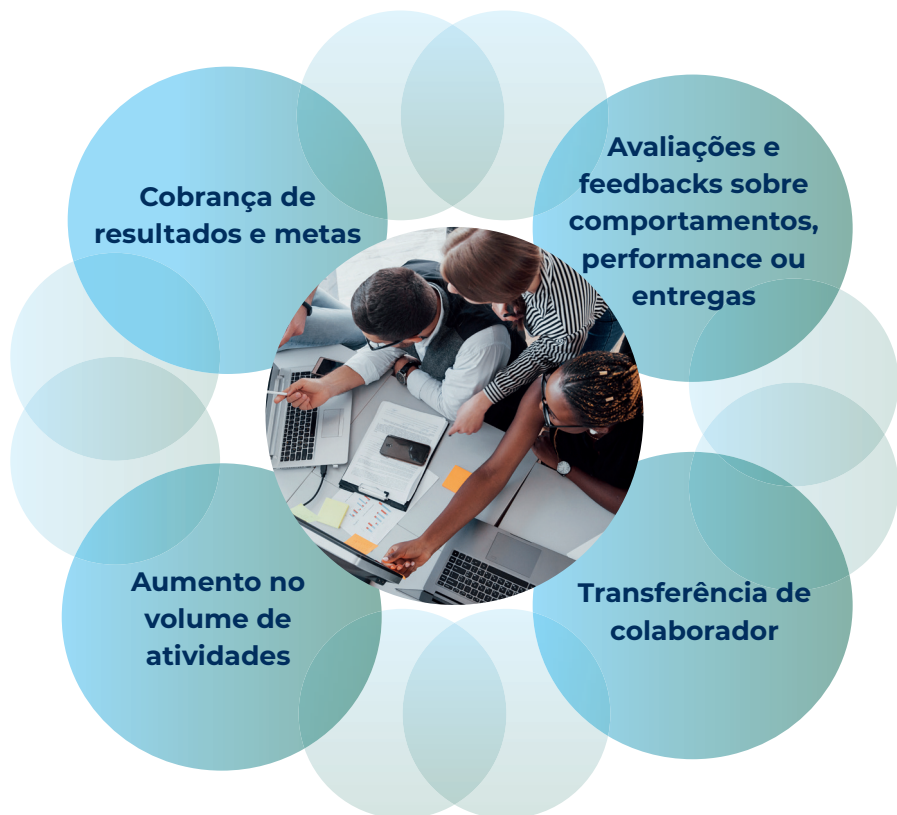 Cobrança de
resultados e metas
Avaliações e
feedbacks sobre
comportamentos,
performance ou
entregas
Aumento no
volume de
atividades
Transferência de
colaborador